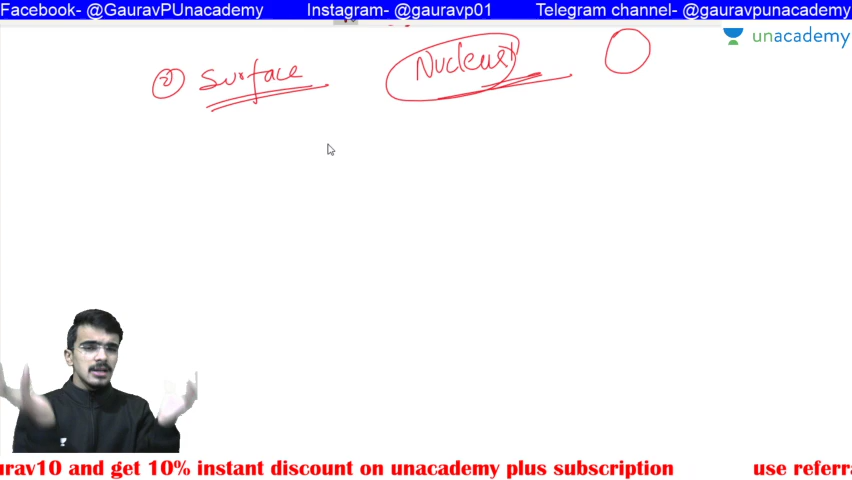 Facebook- @GauravPUnacademy Instagram- @gauravp01 Telegram channel- @gauravpunacademy
unacademy
② Surface Nucleus
urav10 and get 10% instant discount on unacademy plus subscription use referra